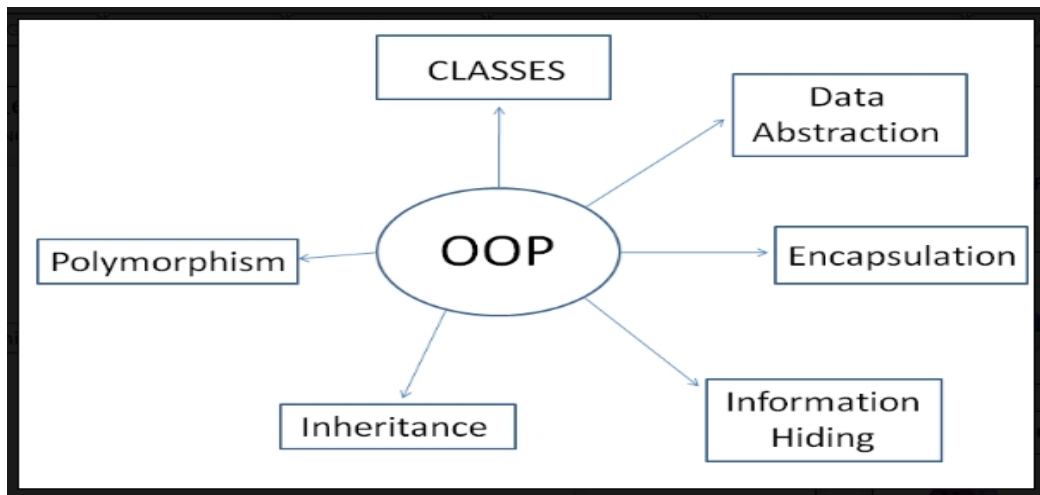 CLASSES
Data
Abstraction
OOP
Polymorphism
Encapsulation
Inheritance
Information
Hiding